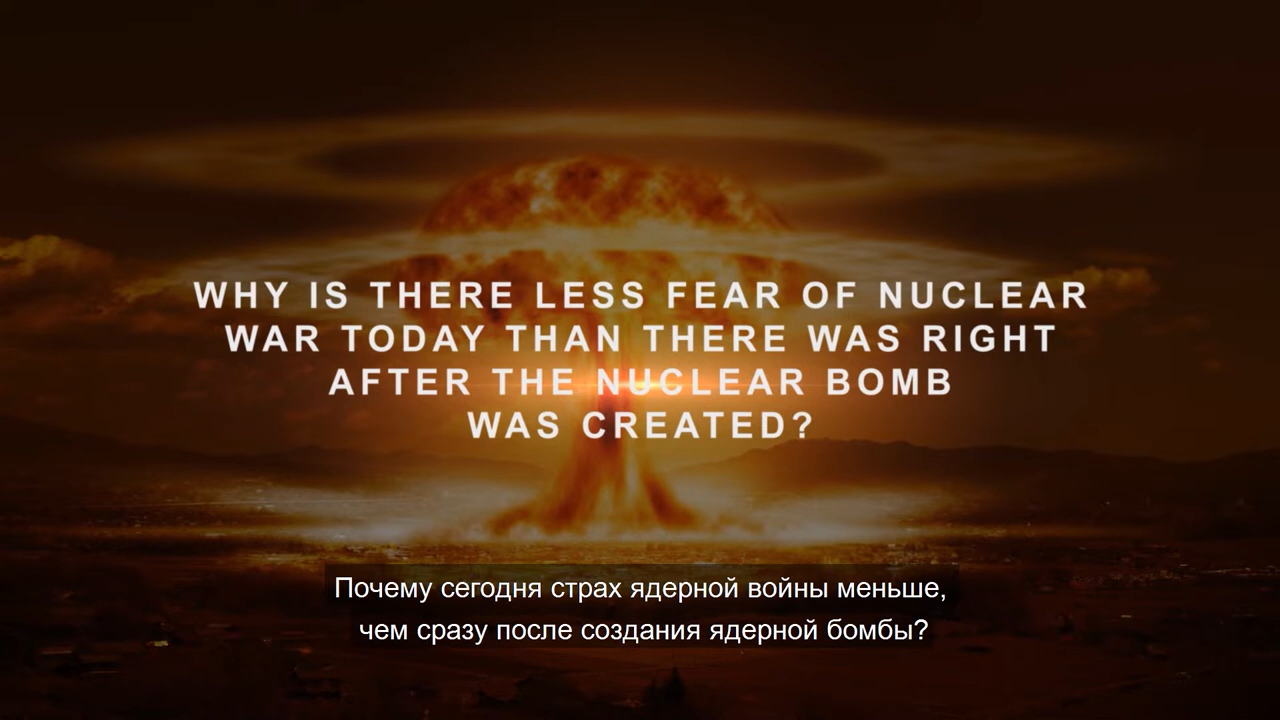 WHY IS THERE LESS FEAR OF NUCLEAR
WAR TODAY THAN THERE WAS RIGHT
AFTER THE NUCLEAR BOMB
WAS CREATED?
Почему сегодня страх ядерной войны меньше,
чем сразу после создания ядерной бомбы?